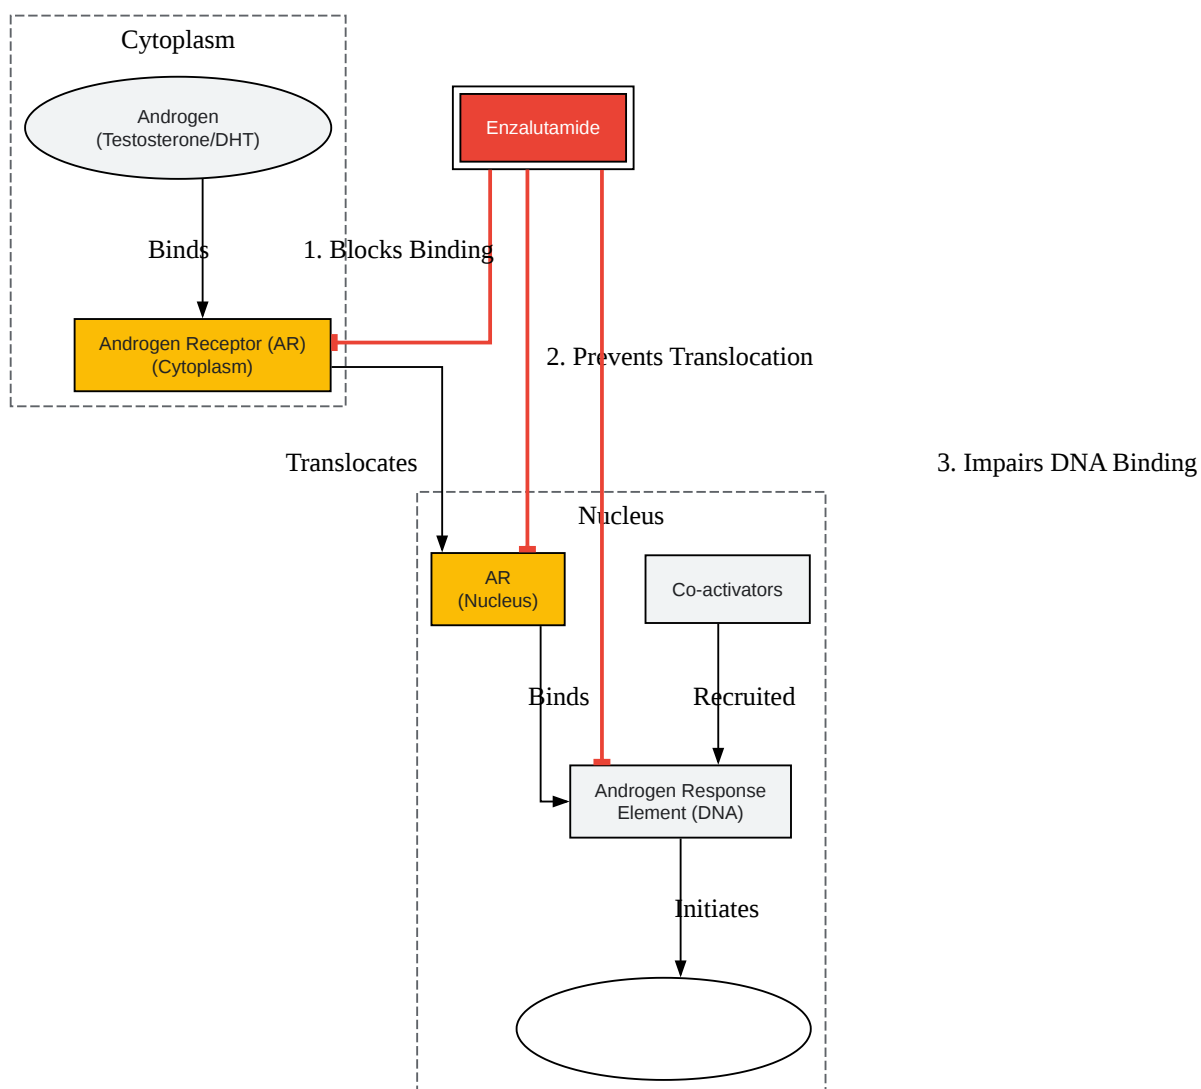 Cytoplasm
Androgen
(Testosterone/DHT)
Enzalutamide
Binds
1. Blocks Binding
Androgen Receptor (AR)
(Cytoplasm)
2. Prevents Translocation
Translocates
3. Impairs DNA Binding
Nucleus
AR
(Nucleus)
Co-activators
Binds
Recruited
Androgen Response
Element (DNA)
Initiates